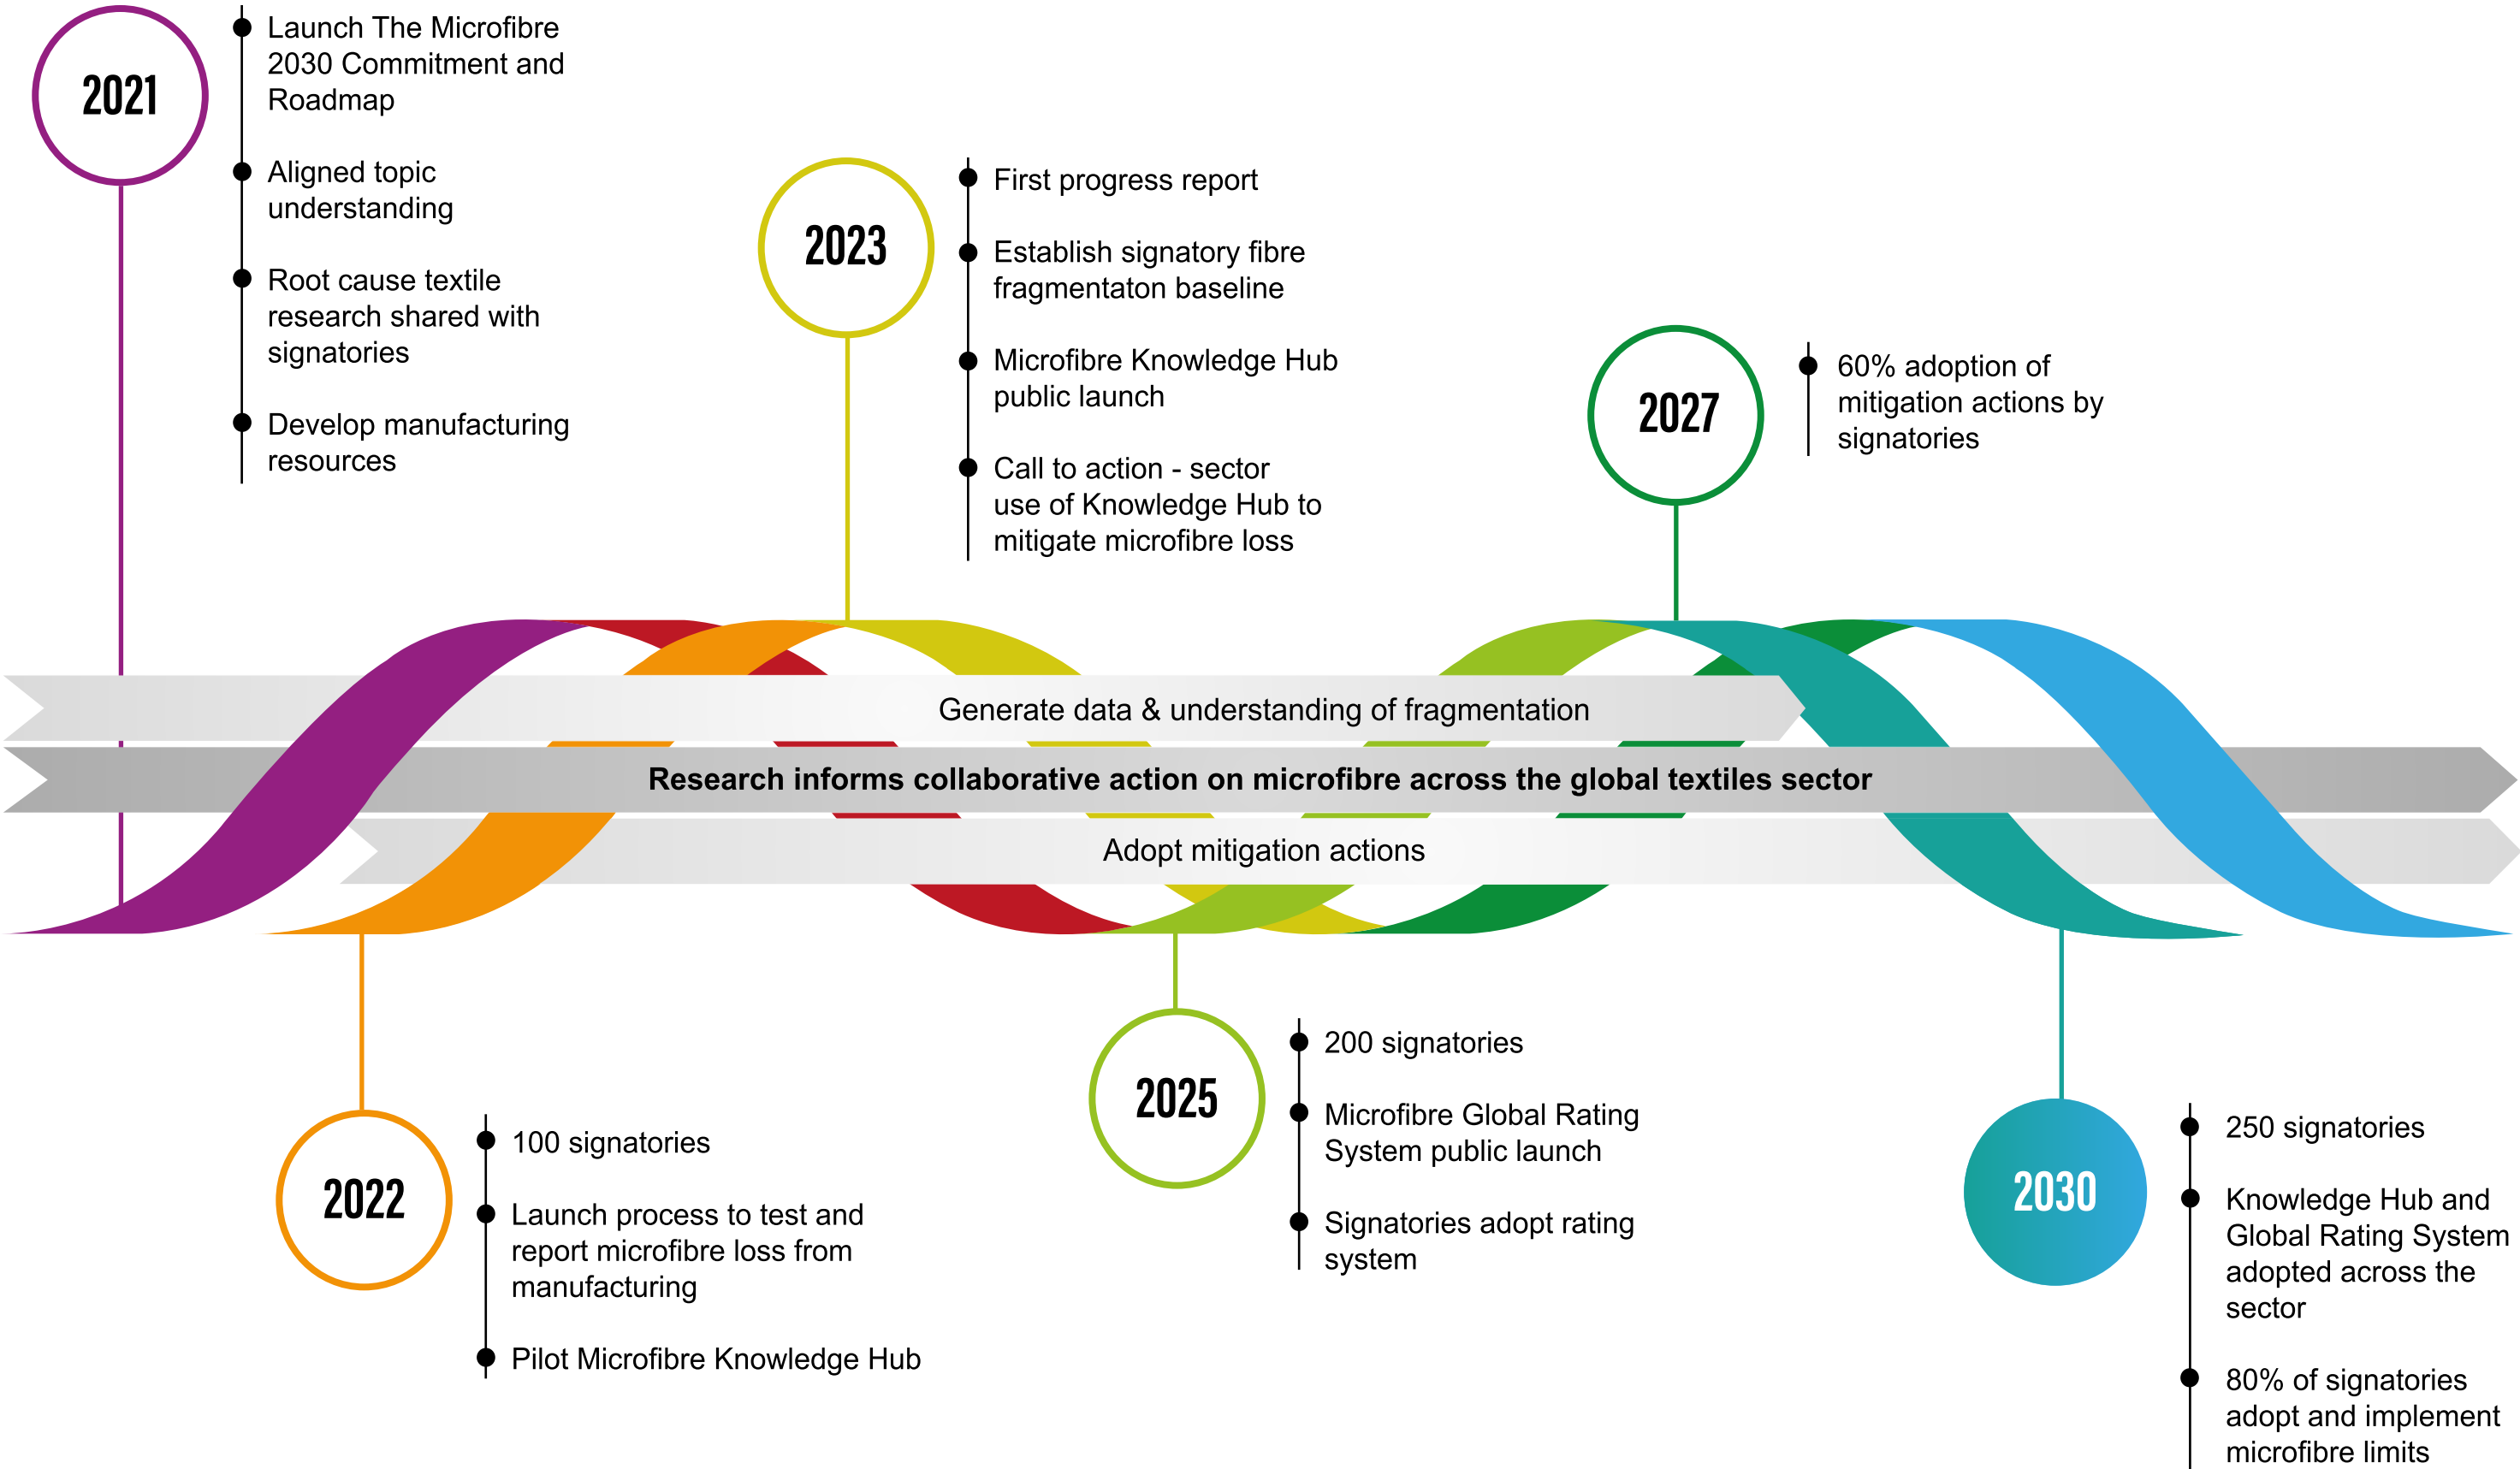 2021
Launch The Microfibre
2030 Commitment and
Roadmap
Aligned topic
understanding
Root cause textile
research shared with
signatories
Develop manufacturing
resources
2023
First progress report
Establish signatory fibre
fragmentaton baseline
Microfibre Knowledge Hub
public launch
Call to action - sector
use of Knowledge Hub to
mitigate microfibre loss
2027
60% adoption of
mitigation actions by
signatories
Generate data & understanding of fragmentation
Research informs collaborative action on microfibre across the global textiles sector
Adopt mitigation actions
2022
100 signatories
Launch process to test and
report microfibre loss from
manufacturing
Pilot Microfibre Knowledge Hub
2025
200 signatories
Microfibre Global Rating
System public launch
Signatories adopt rating
system
2030
250 signatories
Knowledge Hub and
Global Rating System
adopted across the
sector
80% of signatories
adopt and implement
microfibre limits